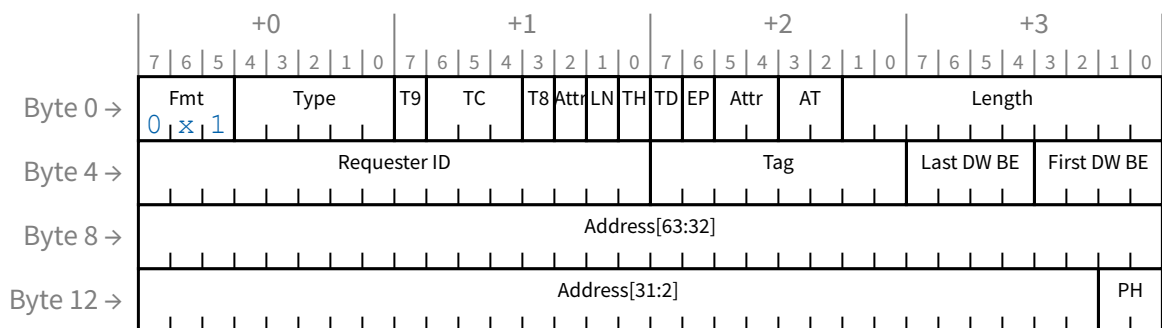 +0 +1 +2 +3
7 6 5 4 3 2 1 0 7 6 5 4 3 2 1 0 7 6 5 4 3 2 1 0 7 6 5 4 3 2 1 0
Byte 0 → Fmt Type T9 TC T8 Attr LN TH TD EP Attr AT Length
0 x 1
Byte 4 → Requester ID Tag Last DW BE First DW BE
Byte 8 → Address[63:32]
Byte 12 → Address[31:2] PH